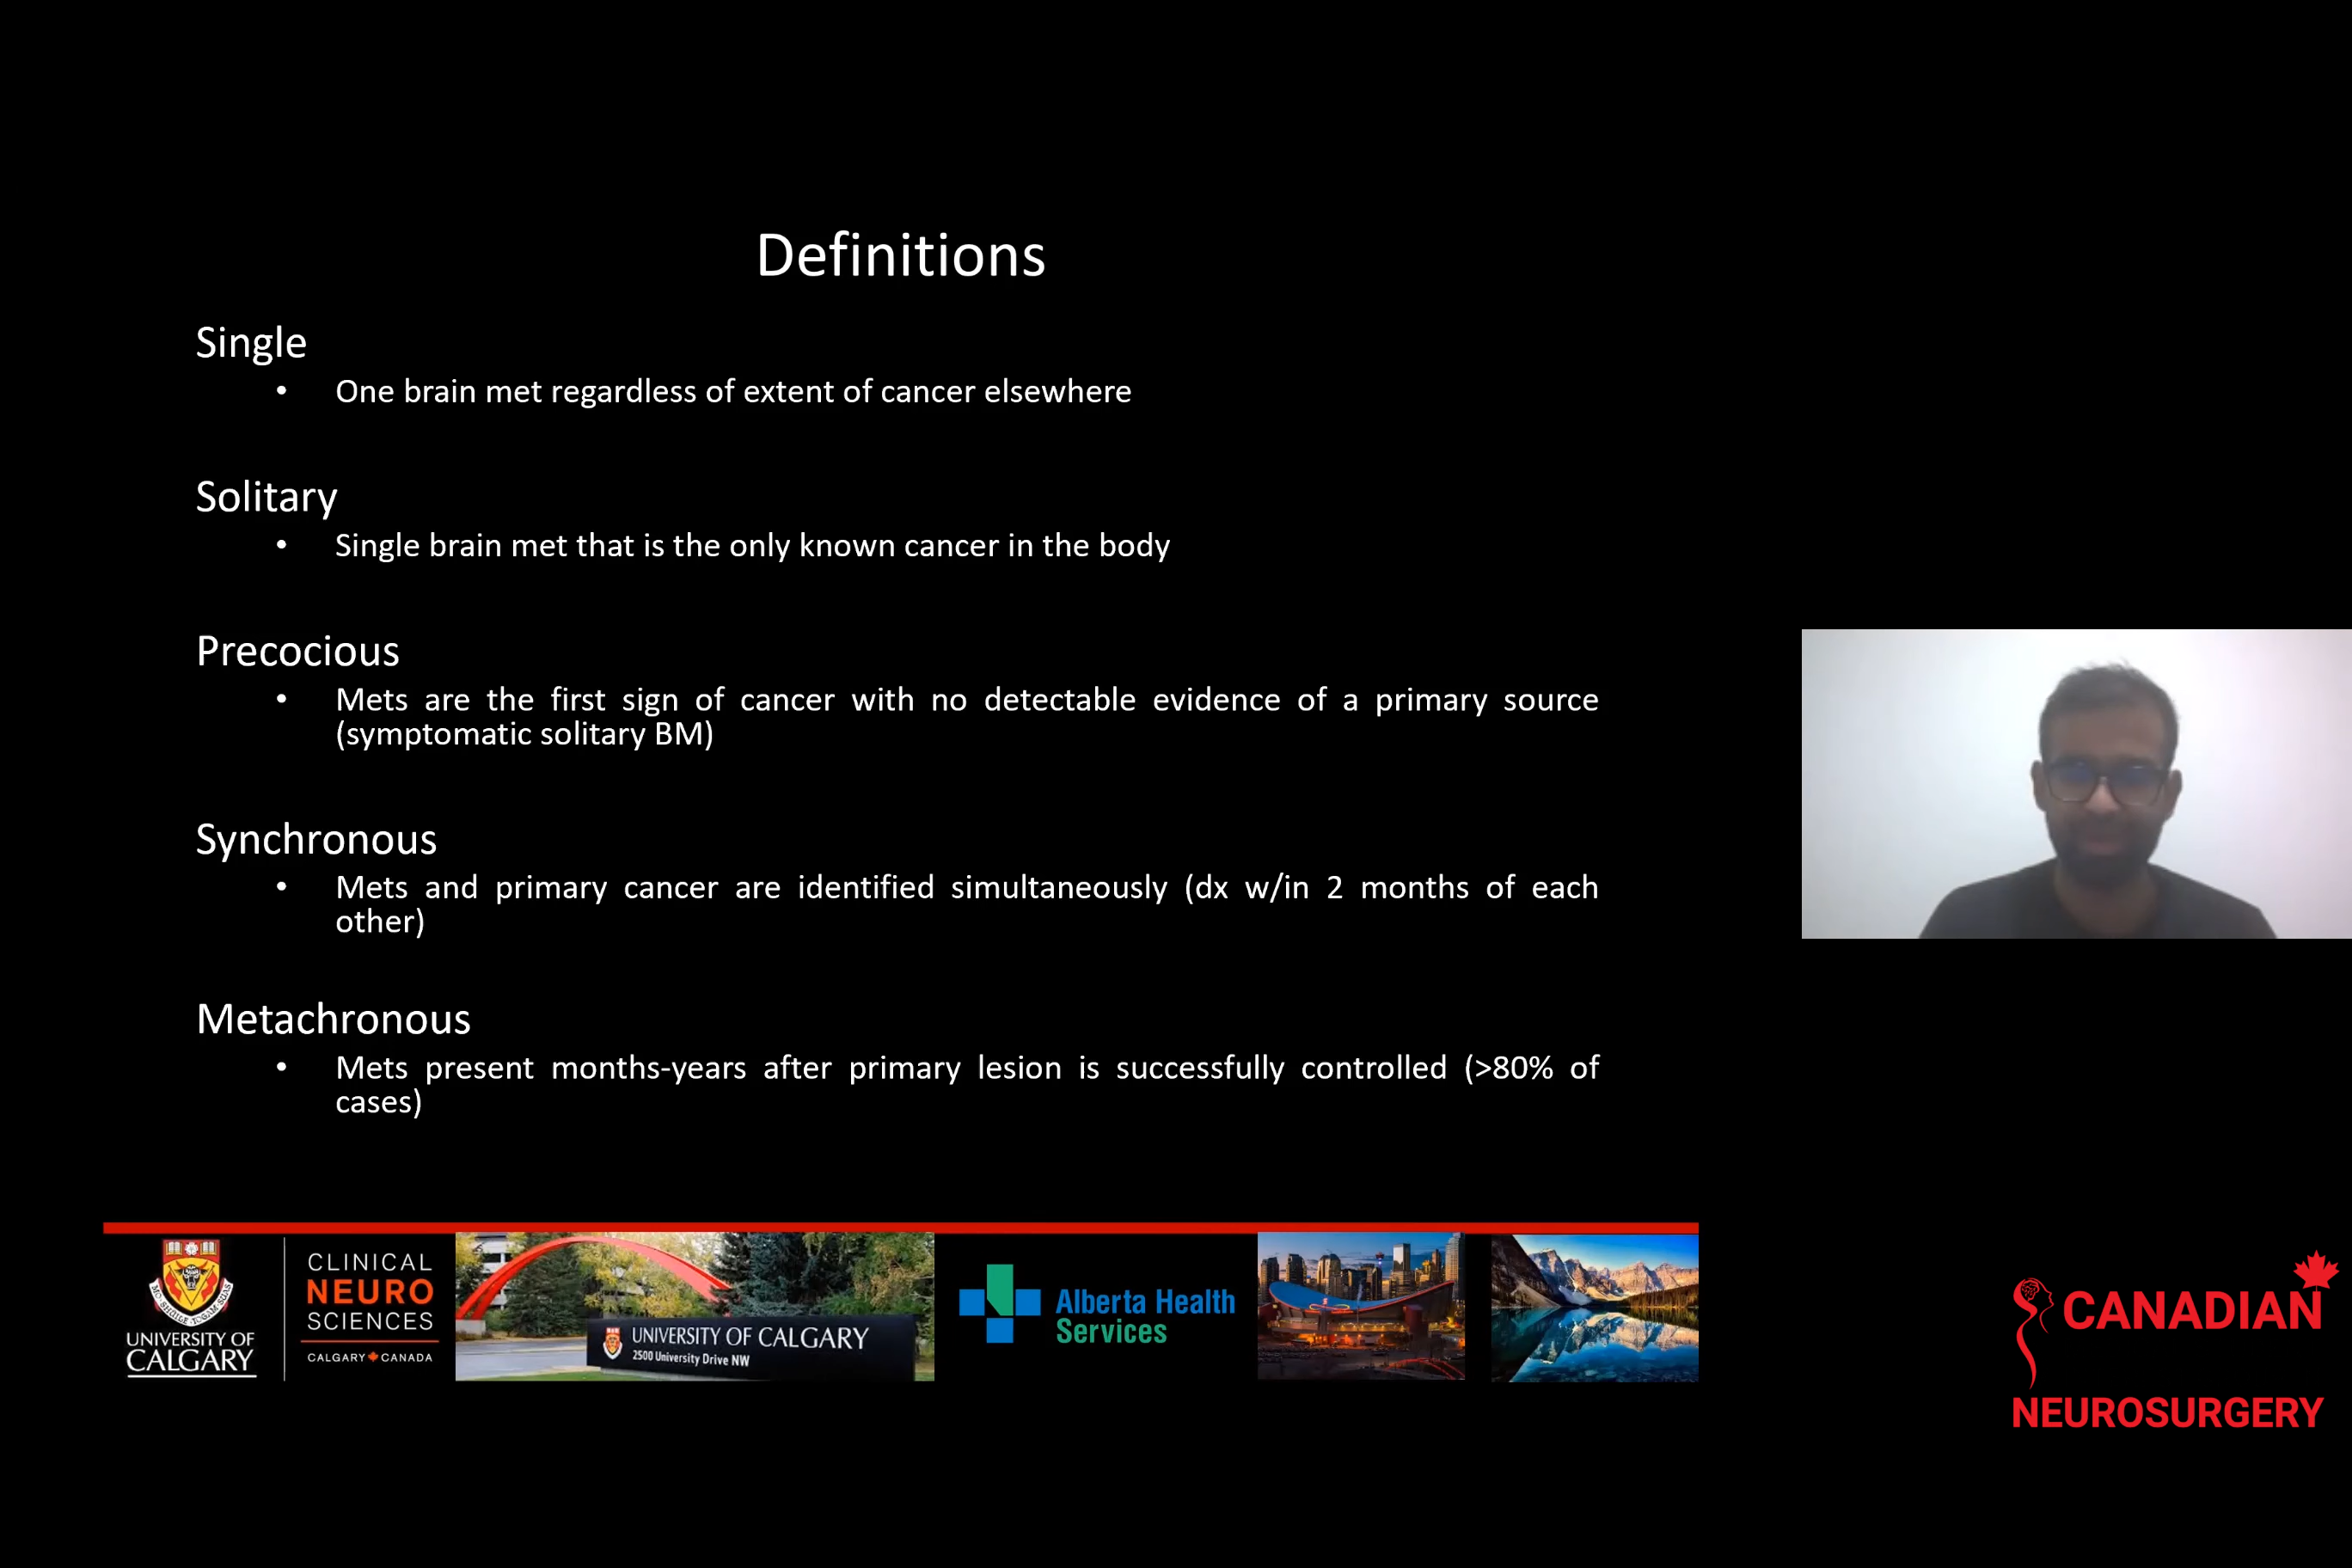 Definitions
Single
• One brain met regardless of extent of cancer elsewhere
Solitary
• Single brain met that is the only known cancer in the body
Precocious
• Mets are the first sign of cancer with no detectable evidence of a primary source
(symptomatic solitary BM)
Synchronous
• Mets and primary cancer are identified simultaneously (dx w/in 2 months of each
other)
Metachronous
• Mets present months-years after primary lesion is successfully controlled (>80% of
cases)
UNIVERSITY OF
CALGARY
CLINICAL
NEURO
SCIENCES
CALGARY CANADA
UNIVERSITY OF CALGARY
2500 University Drive NW
Alberta Health
Services
CANADIAN
NEUROSURGERY